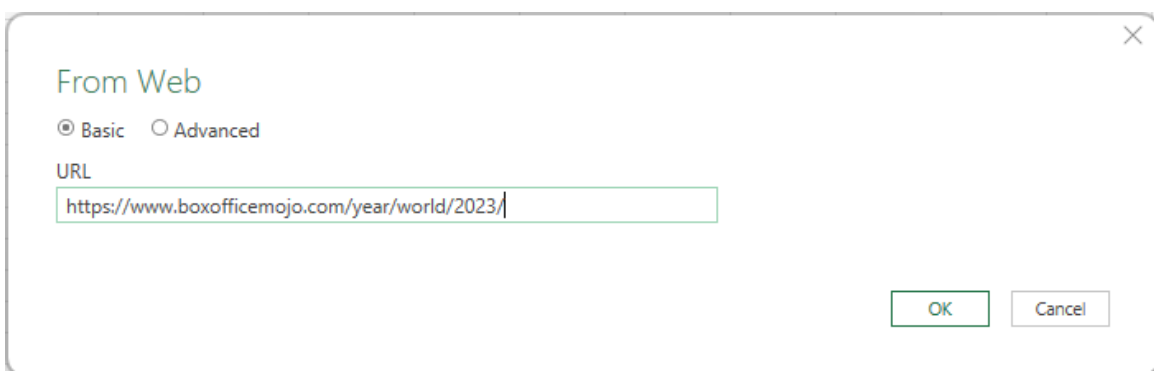 From Web
Basic Advanced
URL
https://www.boxofficemojo.com/year/world/2023/
OK Cancel